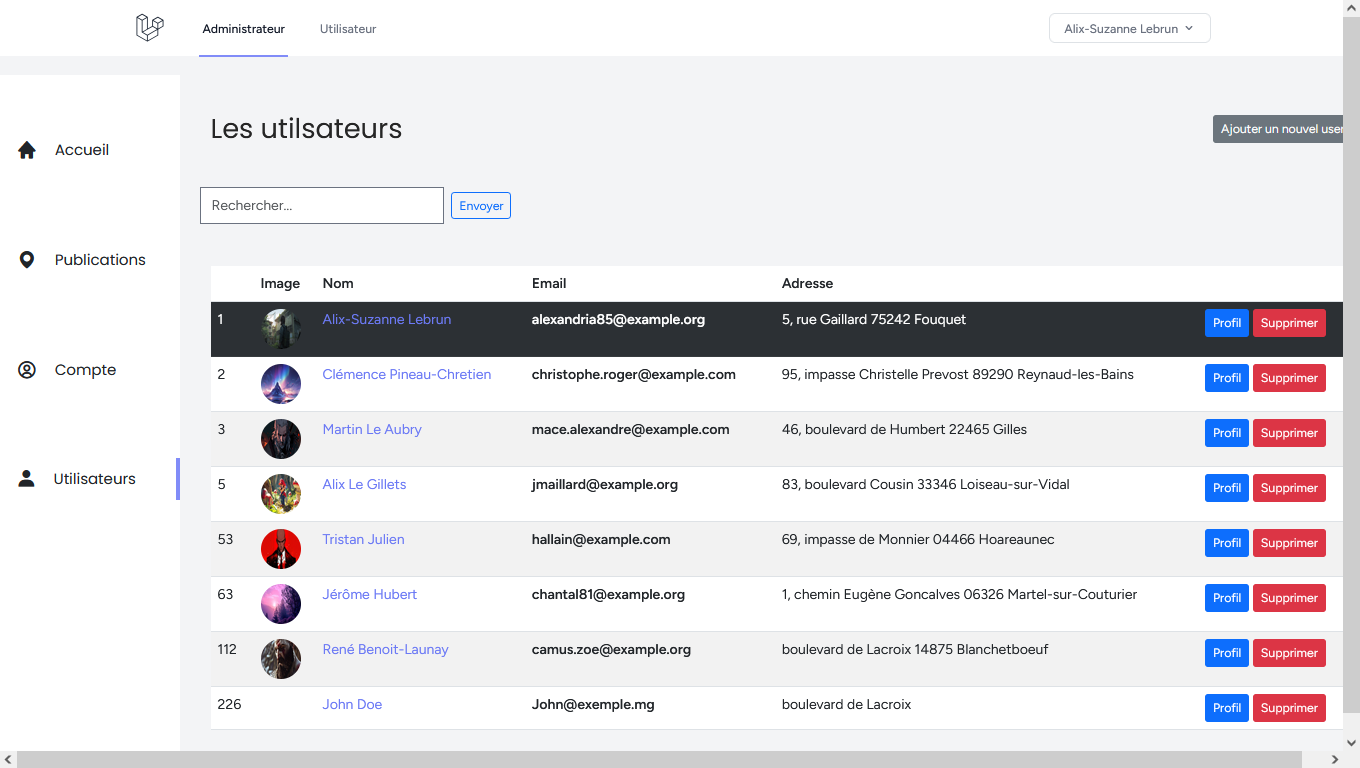 Administrateur Utilisateur Alix-Suzanne Lebrun
Accueil
Publications
Compte
Utilisateurs
Les utilsateurs
Ajouter un nouvel user
Rechercher...
Envoyer
Image Nom Email Adresse
1 Alix-Suzanne Lebrun alexandria85@example.org 5, rue Gaillard 75242 Fouquet Profil Supprimer
2 Clémence Pineau-Chretien christophe.roger@example.com 95, impasse Christelle Prevost 89290 Reynaud-les-Bains Profil Supprimer
3 Martin Le Aubry mace.alexandre@example.com 46, boulevard de Humbert 22465 Gilles Profil Supprimer
5 Alix Le Gillets jmaillard@example.org 83, boulevard Cousin 33346 Loiseau-sur-Vidal Profil Supprimer
53 Tristan Julien hallain@example.com 69, impasse de Monnier 04466 Hoareaunec Profil Supprimer
63 Jérôme Hubert chantal81@example.org 1, chemin Eugène Goncalves 06326 Martel-sur-Couturier Profil Supprimer
112 René Benoit-Launay camus.zoe@example.org boulevard de Lacroix 14875 Blanchetboeuf Profil Supprimer
226 John Doe John@exemple.mg boulevard de Lacroix Profil Supprimer